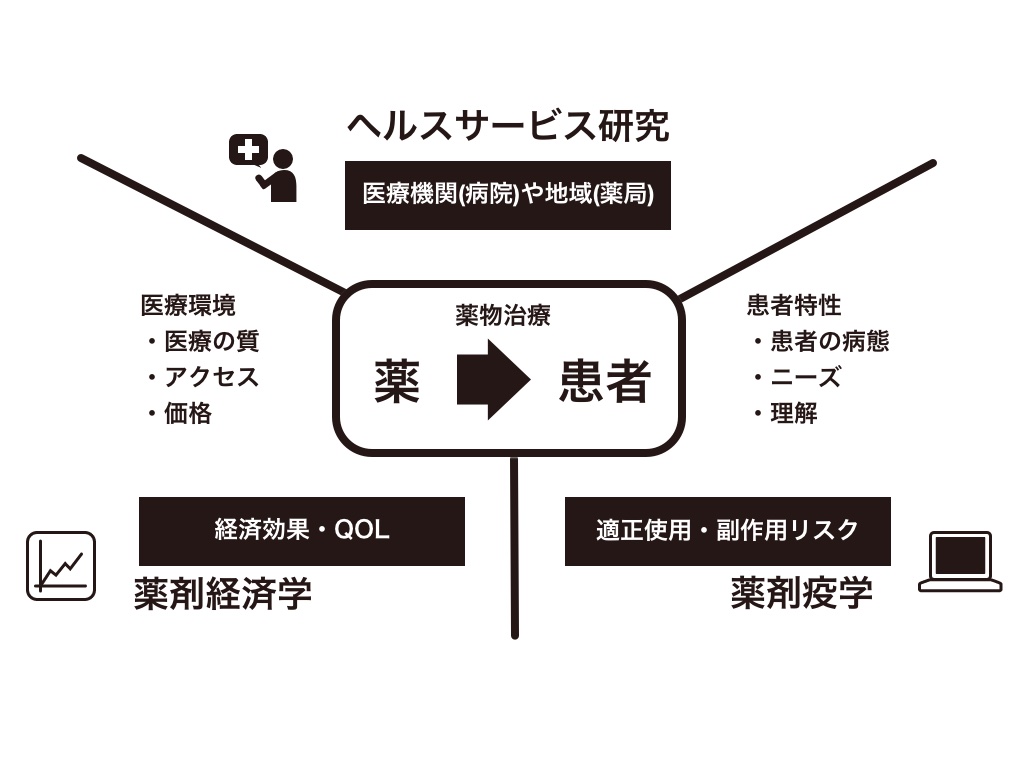 ヘルスサービス研究
医療機関(病院)や地域(薬局)
医療環境
・医療の質
・アクセス
・価格
薬物治療
薬 患者
患者特性
・患者の病態
・ニーズ
・理解
経済効果・QOL
薬剤経済学
適正使用・副作用リスク
薬剤疫学